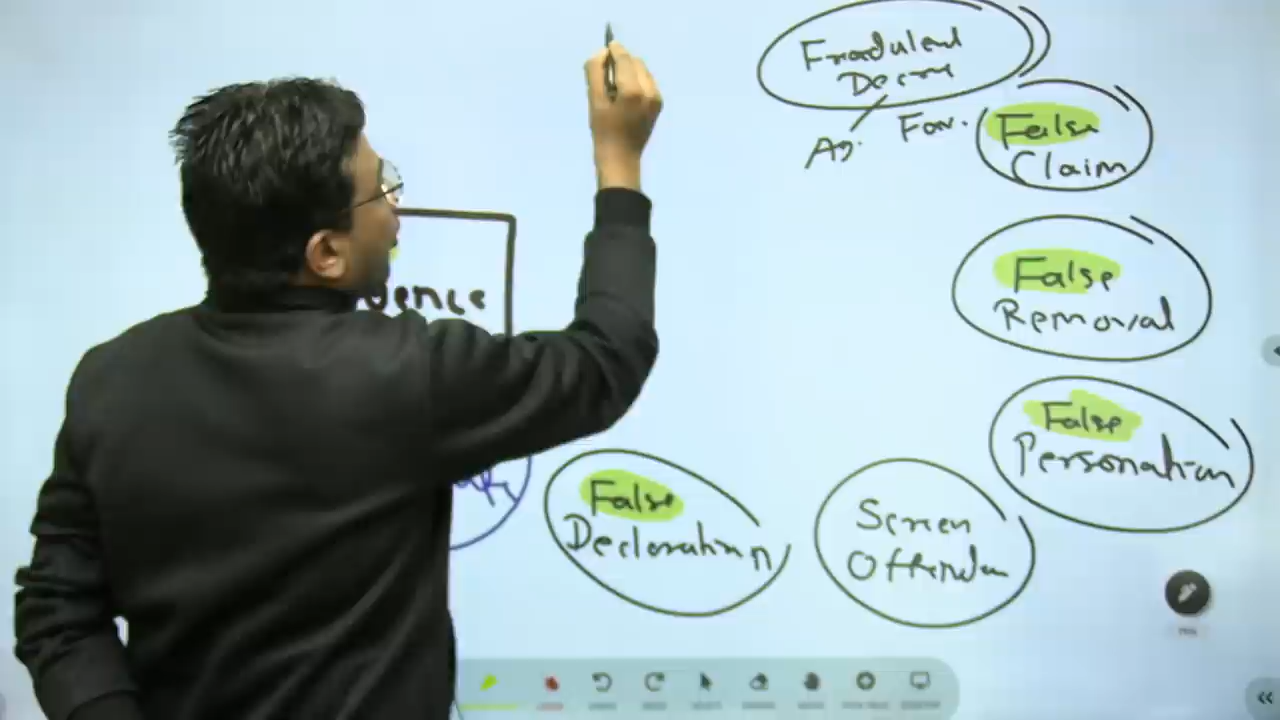 Fradulent
Decree
Ag.
For.
False
Claim
False
Removal
False
Personation
dence
False
Declaration
Screen
Offender